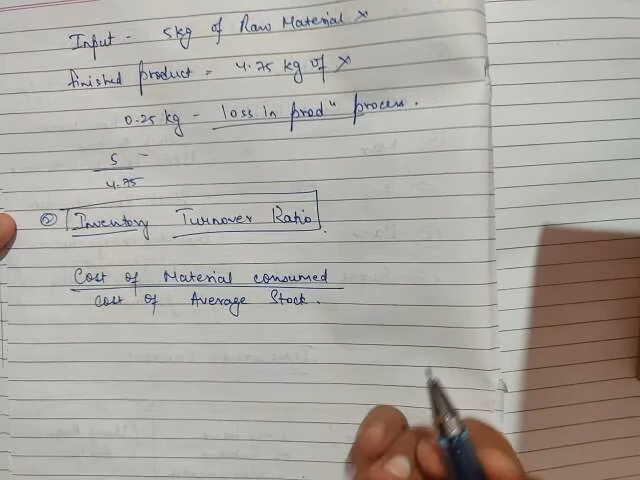 Input - 5kg of Raw Material X
finished product = 4.75 kg of X
0.25 kg - loss in prodⁿ process.
5 -
4.75
② Inventory Turnover Ratio.
Cost of Material consumed
cost of Average Stock.